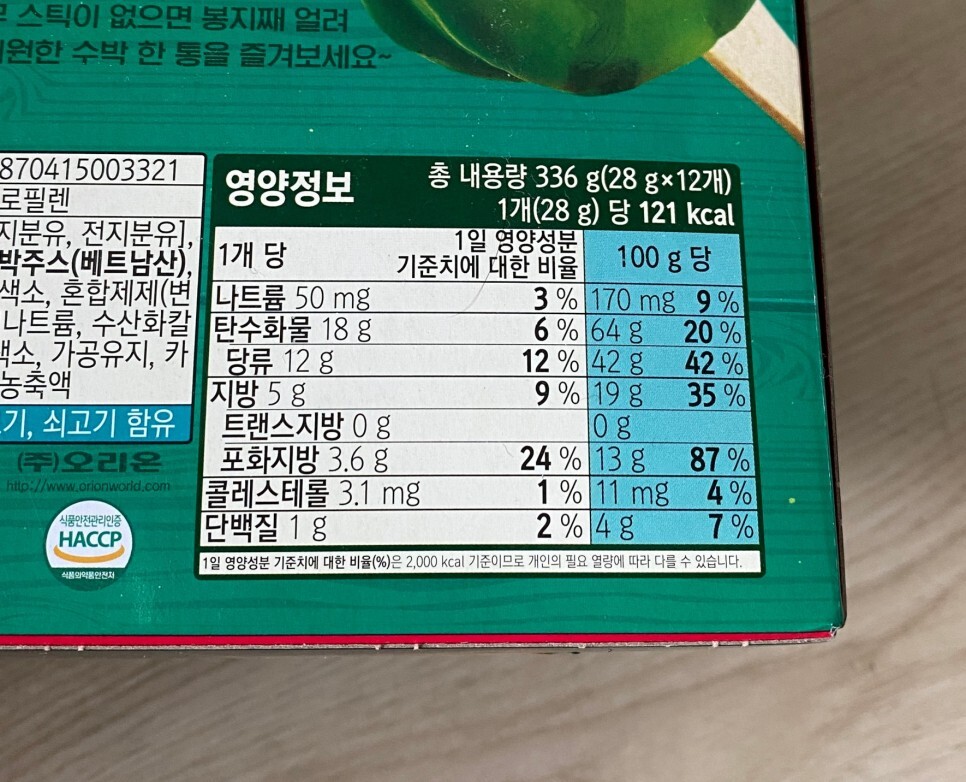 스틱이 없으면 봉지째 얼려
원한 수박 한 통을 즐겨보세요~
870415003321
로필렌
지분유, 전지분유],
박주스(베트남산),
색소, 혼합제제(변
나트륨, 수산화칼
색소, 가공유지, 카
농축액
기, 쇠고기 함유
(주)오리온
http://www.orionworld.com
식품안전관리인증
HACCP
식품의약품안전처
영양정보
총 내용량 336 g(28 g×12개)
1개(28 g) 당 121 kcal
1개 당 1일 영양성분 기준치에 대한 비율 100 g 당
나트륨 50 mg 3 % 170 mg 9 %
탄수화물 18 g 6 % 64 g 20 %
당류 12 g 12 % 42 g 42 %
지방 5 g 9 % 19 g 35 %
트랜스지방 0 g 0 g
포화지방 3.6 g 24 % 13 g 87 %
콜레스테롤 3.1 mg 1 % 11 mg 4 %
단백질 1 g 2 % 4 g 7 %
1일 영양성분 기준치에 대한 비율(%)은 2,000 kcal 기준이므로 개인의 필요 열량에 따라 다를 수 있습니다.